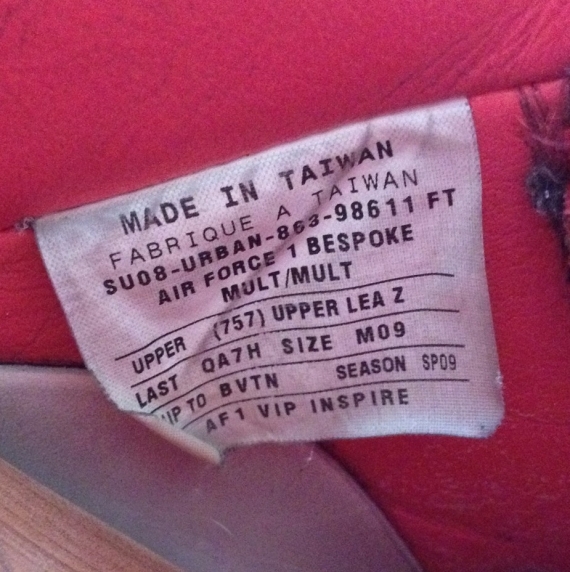 MADE IN TAIWAN
FABRIQUE A TAIWAN
SU08-URBAN-863-98611 FT
AIR FORCE 1 BESPOKE
MULT/MULT
UPPER (757) UPPER LEA Z
LAST QA7H SIZE M09
TO BVTN SEASON SP09
AF1 VIP INSPIRE